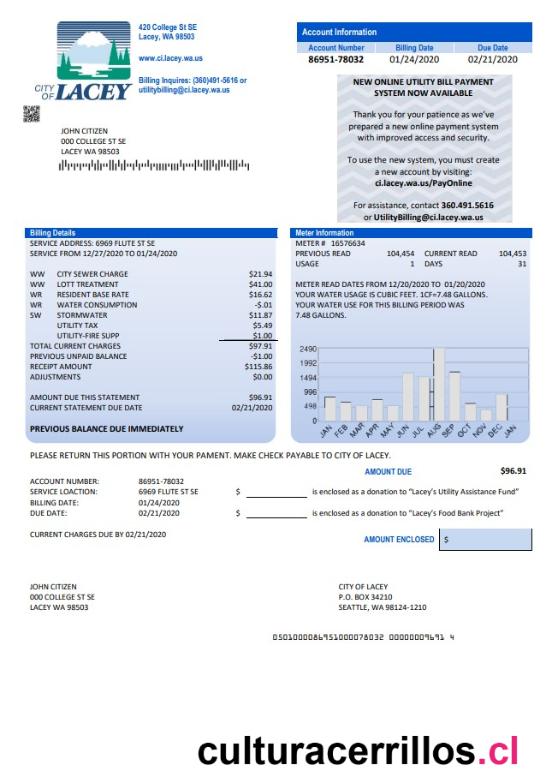 420 College St SE
Lacey, WA 98503
www.ci.lacey.wa.us
Billing Inquires: (360)491-5616 or
utilitybilling@ci.lacey.wa.us
CITY OF LACEY
Account Information
Account Number Billing Date Due Date
86951-78032 01/24/2020 02/21/2020
NEW ONLINE UTILITY BILL PAYMENT
SYSTEM NOW AVAILABLE
Thank you for your patience as we've
prepared a new online payment system
with improved access and security.
To use the new system, you must create
a new account by visiting:
ci.lacey.wa.us/PayOnline
For assistance, contact 360.491.5616
or UtilityBilling@ci.lacey.wa.us
JOHN CITIZEN
000 COLLEGE ST SE
LACEY WA 98503
Billing Details
SERVICE ADDRESS: 6969 FLUTE ST SE
SERVICE FROM 12/27/2020 TO 01/24/2020
WW CITY SEWER CHARGE $21.94
WW LOTT TREATMENT $41.00
WR RESIDENT BASE RATE $16.62
WR WATER CONSUMPTION -$.01
SW STORMWATER $11.87
UTILITY TAX $5.49
UTILITY-FIRE SUPP $1.00
TOTAL CURRENT CHARGES $97.91
PREVIOUS UNPAID BALANCE -$1.00
RECEIPT AMOUNT $115.86
ADJUSTMENTS $0.00
AMOUNT DUE THIS STATEMENT $96.91
CURRENT STATEMENT DUE DATE 02/21/2020
PREVIOUS BALANCE DUE IMMEDIATELY
Meter Information
METER # 16576634
PREVIOUS READ 104,454 CURRENT READ 104,453
USAGE 1 DAYS 31
METER READ DATES FROM 12/20/2020 TO 01/20/2020
YOUR WATER USAGE IS CUBIC FEET. 1CF=7.48 GALLONS.
YOUR WATER USE FOR THIS BILLING PERIOD WAS
7.48 GALLONS.
2490
1992
1494
996
498
0
JAN FEB MAR APR MAY JUN JUL AUG SEP OCT NOV DEC JAN
PLEASE RETURN THIS PORTION WITH YOUR PAMENT. MAKE CHECK PAYABLE TO CITY OF LACEY.
AMOUNT DUE $96.91
ACCOUNT NUMBER: 86951-78032
SERVICE LOACTION: 6969 FLUTE ST SE $ is enclosed as a donation to "Lacey's Utility Assistance Fund"
BILLING DATE: 01/24/2020
DUE DATE: 02/21/2020 $ is enclosed as a donation to "Lacey's Food Bank Project"
CURRENT CHARGES DUE BY 02/21/2020
AMOUNT ENCLOSED $
JOHN CITIZEN
000 COLLEGE ST SE
LACEY WA 98503
CITY OF LACEY
P.O. BOX 34210
SEATTLE, WA 98124-1210
0501000086951000078032 00000009691 4
culturacerrillos.cl